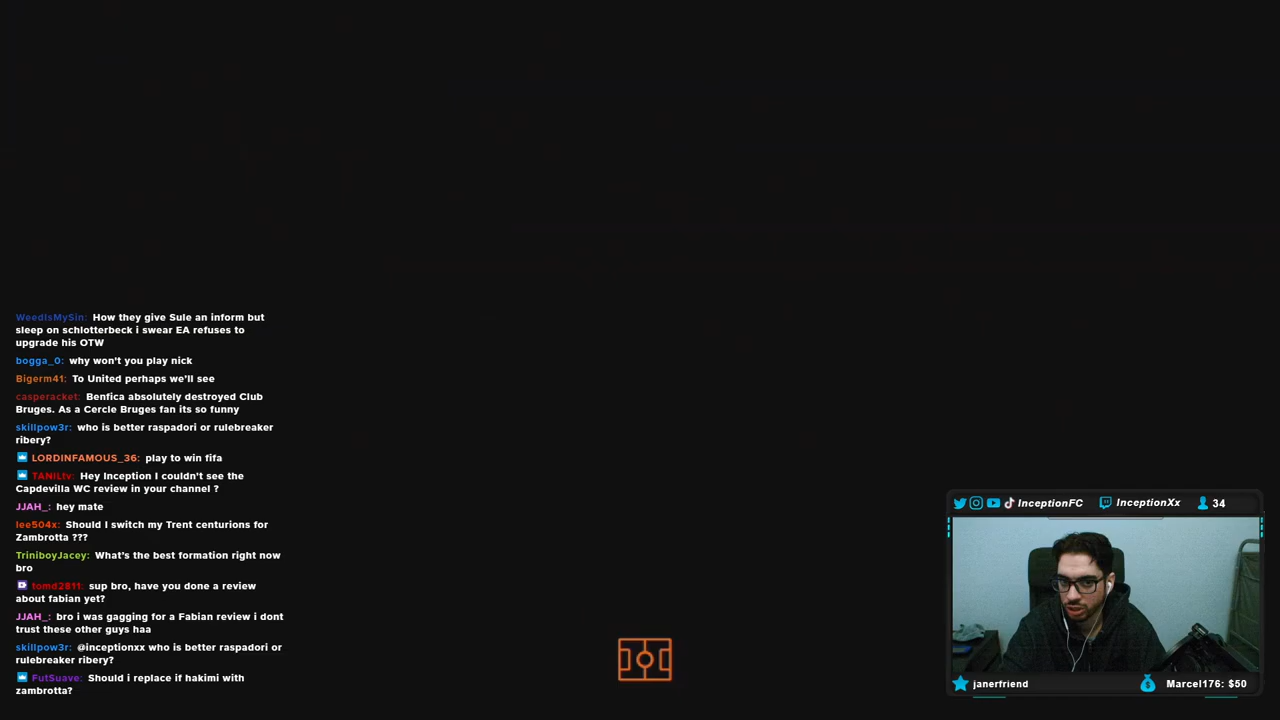 WeedIsMySin: How they give Sule an inform but
sleep on schlotterbeck i swear EA refuses to
upgrade his OTW
bogga_0: why won't you play nick
Bigerm41: To United perhaps we'll see
casperacket: Benfica absolutely destroyed Club
Bruges. As a Cercle Bruges fan its so funny
skillpow3r: who is better raspadori or rulebreaker
ribery?
LORDINFAMOUS_36: play to win fifa
TANILtv: Hey Inception I couldn't see the
Capdevilla WC review in your channel ?
JJAH_: hey mate
lee504x: Should I switch my Trent centurions for
Zambrotta ???
TriniboyJacey: What's the best formation right now
bro
tomd2811: sup bro, have you done a review
about fabian yet?
JJAH_: bro i was gagging for a Fabian review i dont
trust these other guys haa
skillpow3r: @inceptionxx who is better raspadori or
rulebreaker ribery?
FutSuave: Should i replace if hakimi with
zambrotta?
InceptionFC InceptionXx 34
janerfriend Marcel176: $50